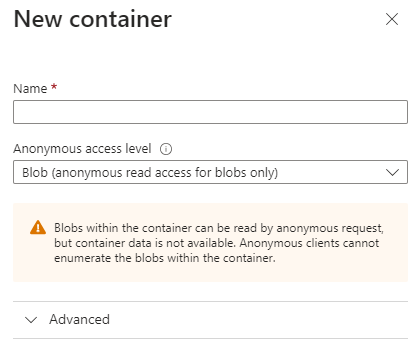 New container
Name *
Anonymous access level
Blob (anonymous read access for blobs only)
Blobs within the container can be read by anonymous request,
but container data is not available. Anonymous clients cannot
enumerate the blobs within the container.
Advanced